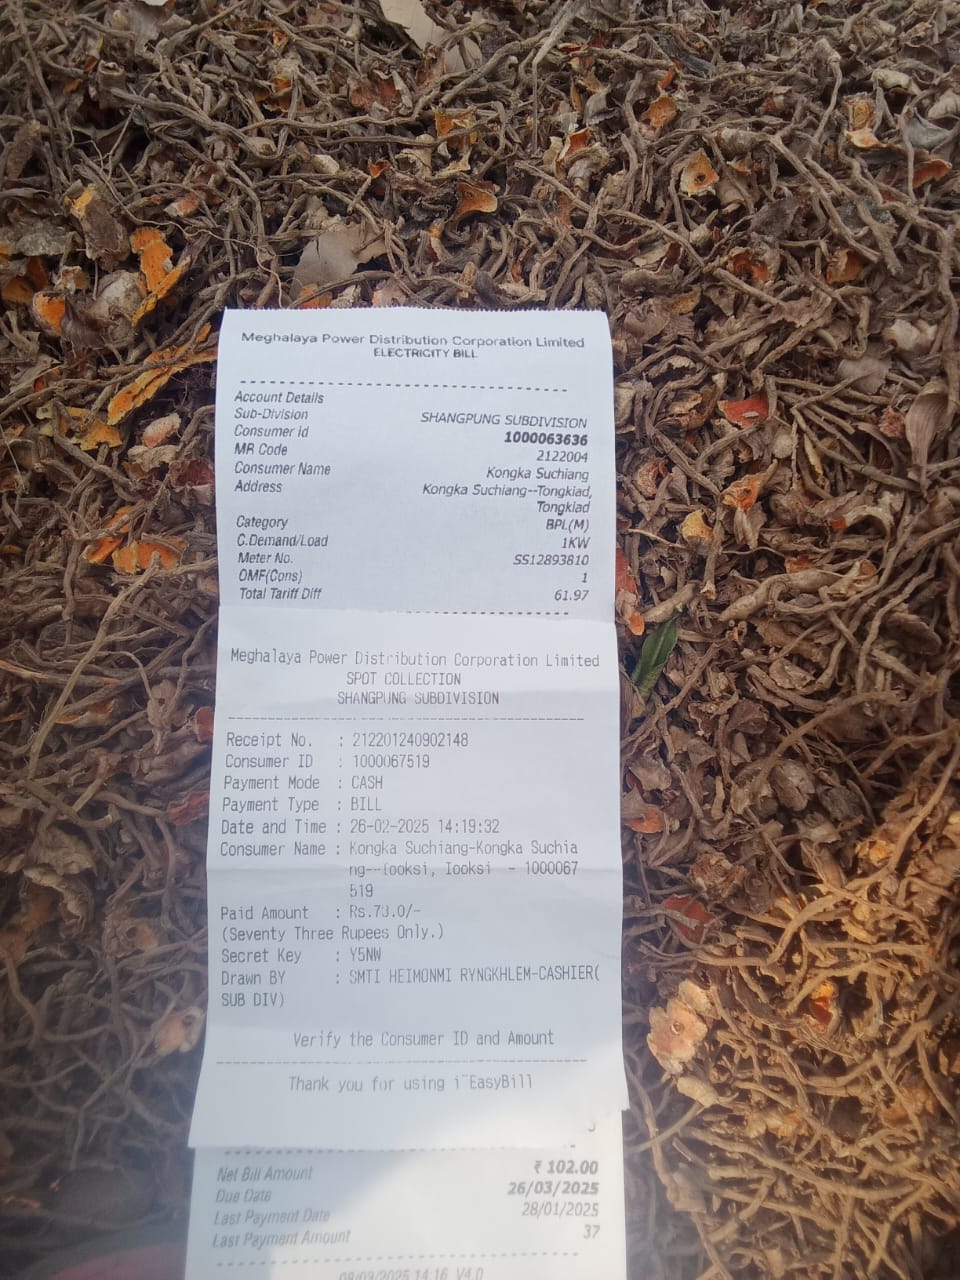 Meghalaya Power Distribution Corporation Limited
ELECTRICITY BILL
Account Details
Sub-Division SHANGPUNG SUBDIVISION
Consumer Id 1000063636
MR Code 2122004
Consumer Name Kongka Suchiang
Address Kongka Suchiang--Tongkiad,
Tongkiad
Category BPL(M)
C.Demand/Load 1KW
Meter No. SS12893810
OMF(Cons) 1
Total Tariff Diff 61.97
Meghalaya Power Distribution Corporation Limited
SPOT COLLECTION
SHANGPUNG SUBDIVISION
Receipt No. : 212201240902148
Consumer ID : 1000067519
Payment Mode : CASH
Payment Type : BILL
Date and Time : 26-02-2025 14:19:32
Consumer Name : Kongka Suchiang-Kongka Suchia
ng--Iooksi, Iooksi - 1000067
519
Paid Amount : Rs.73.0/-
(Seventy Three Rupees Only.)
Secret Key : Y5NW
Drawn BY : SMTI HEIMONMI RYNGKHLEM-CASHIER(
SUB DIV)
Verify the Consumer ID and Amount
Thank you for using i~EasyBill
Net Bill Amount ₹ 102.00
Due Date 26/03/2025
Last Payment Date 28/01/2025
Last Payment Amount 37
08/03/2025 14:16 V4.0